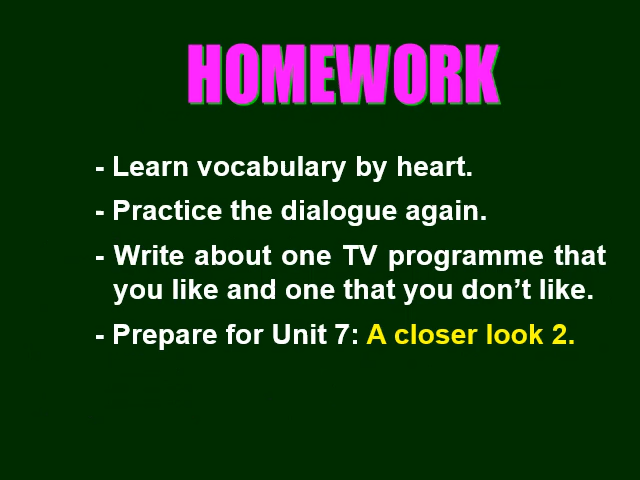 HOMEWORK
- Learn vocabulary by heart.
- Practice the dialogue again.
- Write about one TV programme that
you like and one that you don’t like.
- Prepare for Unit 7: A closer look 2.